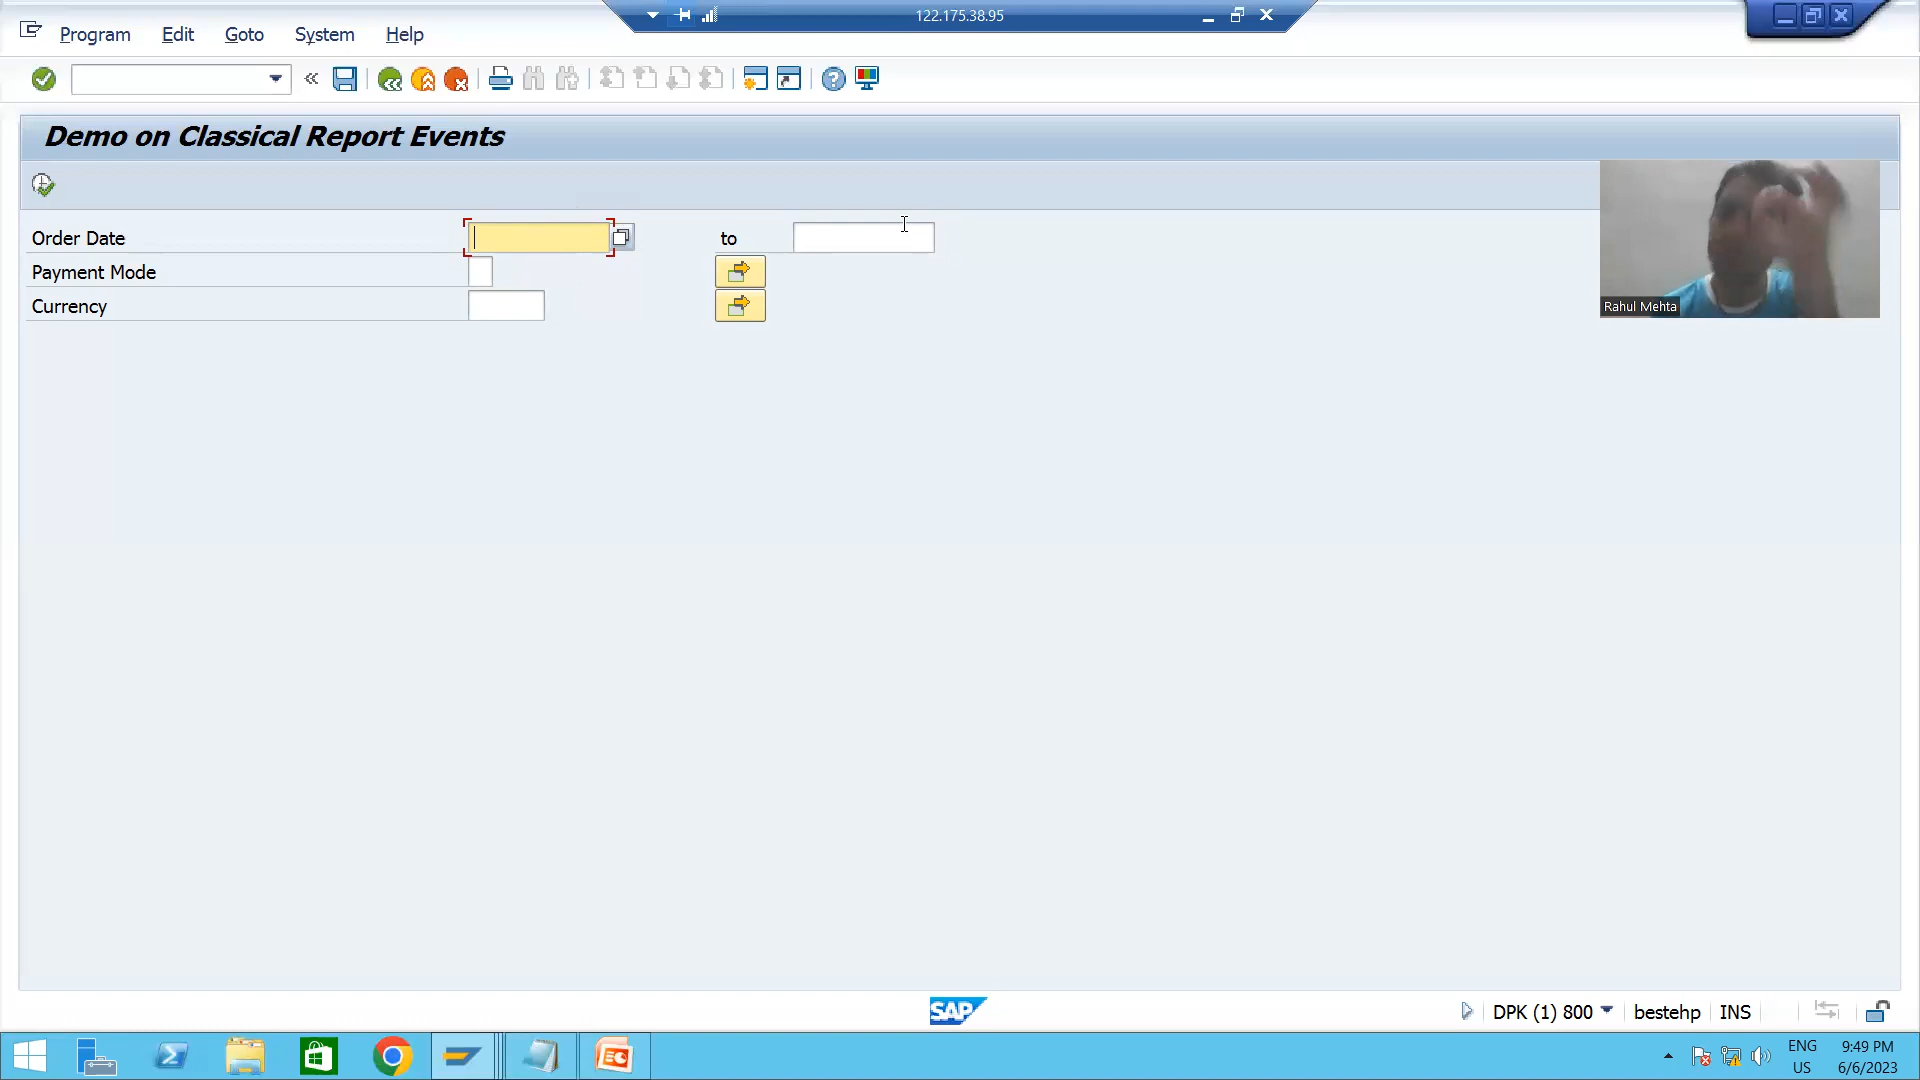 122.175.38.95
Program Edit Goto System Help
Demo on Classical Report Events
Order Date to
Payment Mode
Currency
Rahul Mehta
SAP
DPK (1) 800 bestehp INS
ENG 9:49 PM
US 6/6/2023